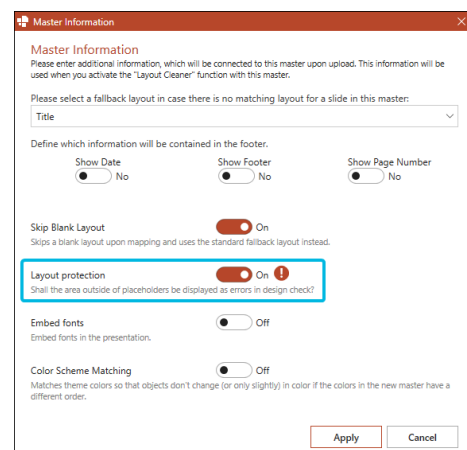 Master Information
Master Information
Please enter additional information, which will be connected to this master upon upload. This information will be
used when you activate the "Layout Cleaner" function with this master.
Please select a fallback layout in case there is no matching layout for a slide in this master:
Title
Define which information will be contained in the footer.
Show Date Show Footer Show Page Number
No No No
Skip Blank Layout On
Skips a blank layout upon mapping and uses the standard fallback layout instead.
Layout protection On !
Shall the area outside of placeholders be displayed as errors in design check?
Embed fonts Off
Embed fonts in the presentation.
Color Scheme Matching Off
Matches theme colors so that objects don't change (or only slightly) in color if the colors in the new master have a
different order.
Apply Cancel